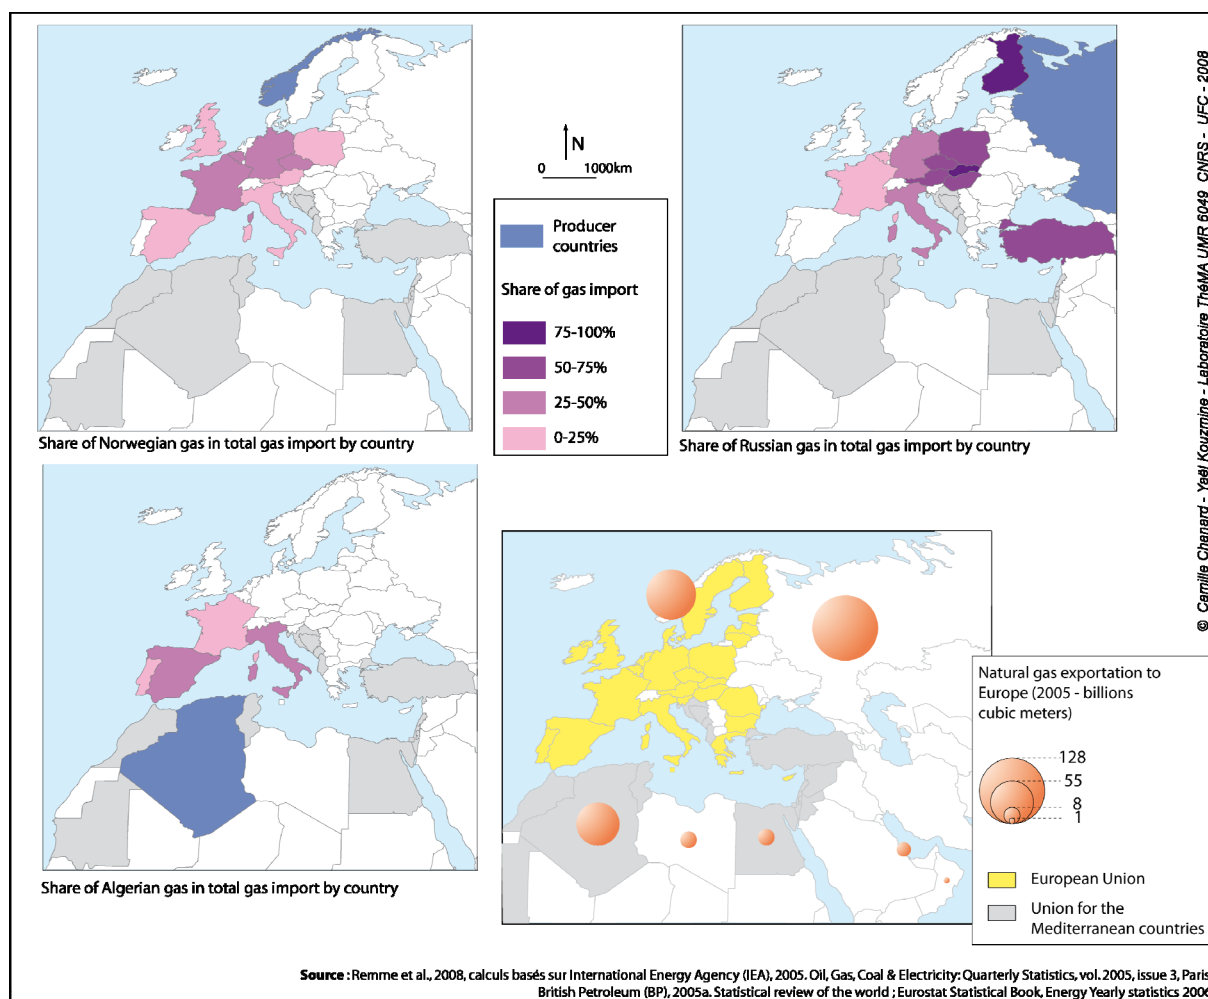 N
0 1000km
Producer
countries
Share of gas import
75-100%
50-75%
25-50%
0-25%
Share of Norwegian gas in total gas import by country
Share of Russian gas in total gas import by country
Share of Algerian gas in total gas import by country
Natural gas exportation to
Europe (2005 - billions
cubic meters)
128
55
8
1
European Union
Union for the
Mediterranean countries
© Camille Chanard - Yaël Kouzmine - Laboratoire ThéMA UMR 6049 CNRS - UFC - 2008
Source : Remme et al., 2008, calculs basés sur International Energy Agency (IEA), 2005. Oil, Gas, Coal & Electricity: Quarterly Statistics, vol. 2005, issue 3, Paris
British Petroleum (BP), 2005a. Statistical review of the world ; Eurostat Statistical Book, Energy Yearly statistics 2006